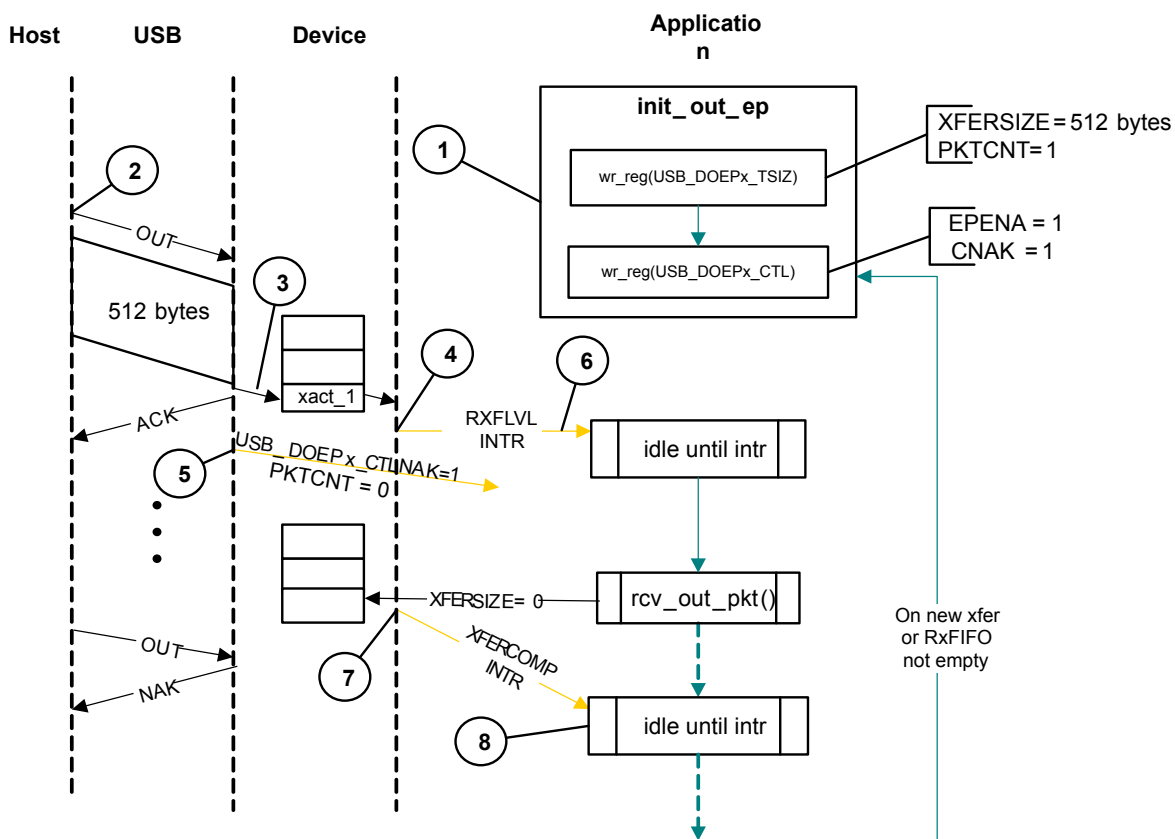 Host
USB
Device
Applicatio
n
init_out_ep
XFERSIZE = 512 bytes
PKTCNT= 1
1
wr_reg(USB_DOEPx_TSIZ)
2
EPENA = 1
CNAK = 1
OUT
wr_reg(USB_DOEPx_CTL)
3
512 bytes
4
6
xact_1
RXFLVL
INTR
ACK
idle until intr
USB_DOEPx_CTLNAK=1
PKTCNT = 0
5
XFERSIZE= 0
rcv_out_pkt()
On new xfer
or RxFIFO
not empty
OUT
XFERCOMP
INTR
7
NAK
idle until intr
8